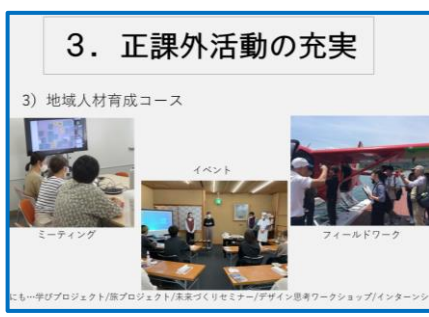 3. 正課外活動の充実
3）地域人材育成コース
イベント
ミーティング
フィールドワーク
にも…学びプロジェクト/旅プロジェクト/未来づくりセミナー/デザイン思考ワークショップ/インターンシ